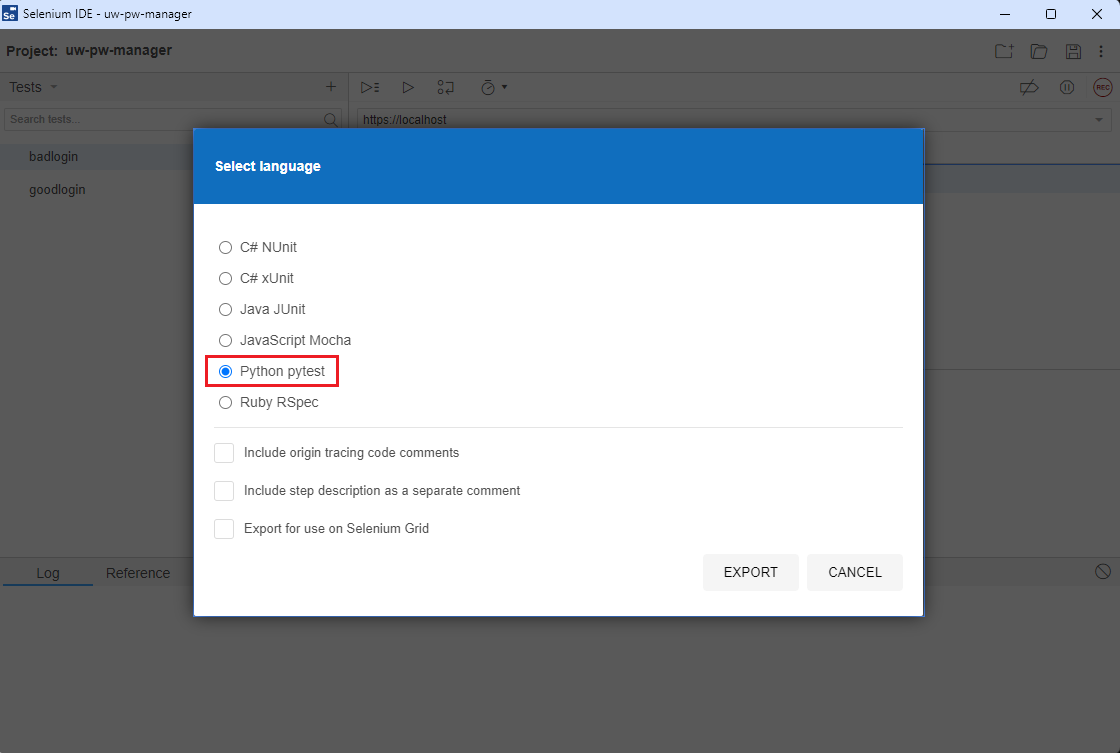 Se Selenium IDE - uw-pw-manager
Project: uw-pw-manager
Tests
Search tests...
https://localhost
REC
badlogin
goodlogin
Select language
C# NUnit
C# xUnit
Java JUnit
JavaScript Mocha
Python pytest
Ruby RSpec
Include origin tracing code comments
Include step description as a separate comment
Export for use on Selenium Grid
EXPORT CANCEL
Log Reference